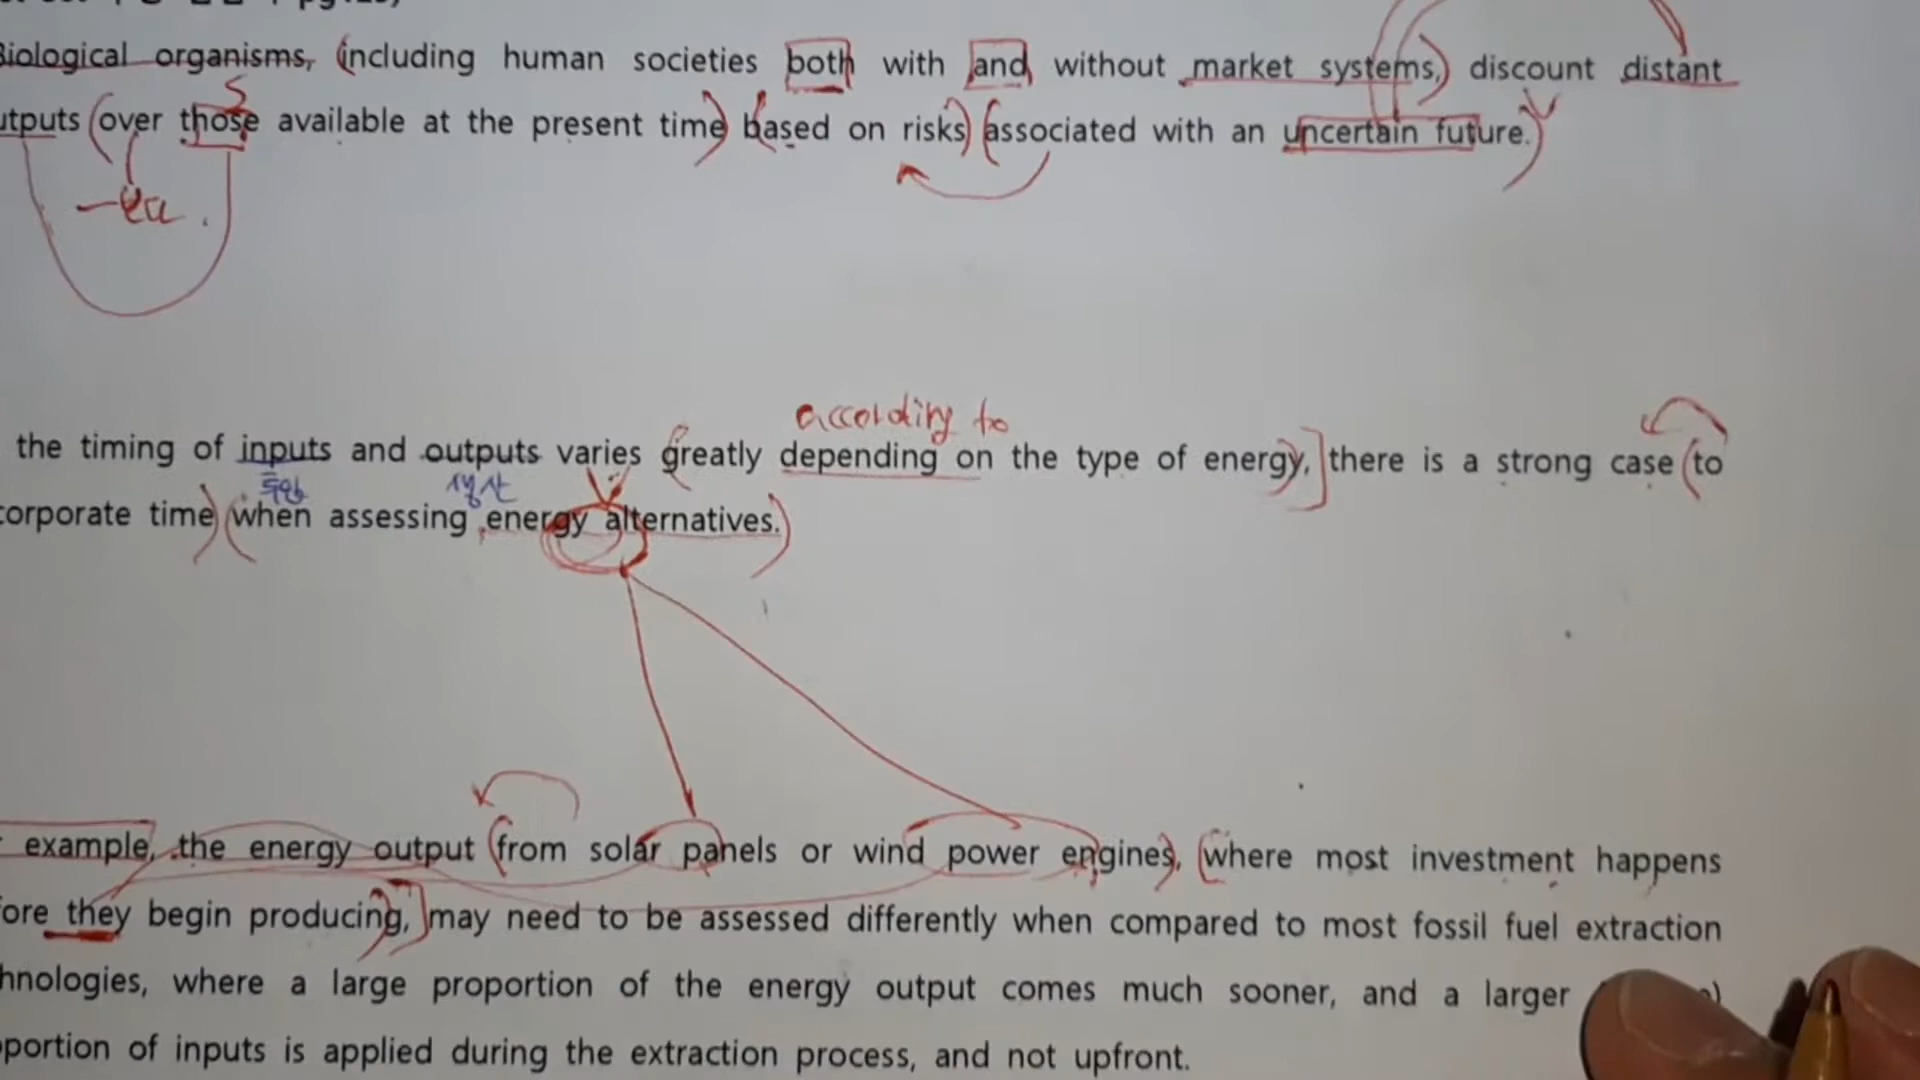 Biological organisms, including human societies both with and without market systems, discount distant
utputs over those available at the present time based on risks associated with an uncertain future.
according to
the timing of inputs and outputs varies greatly depending on the type of energy, there is a strong case to
corporate time when assessing energy alternatives.
example, the energy output from solar panels or wind power engines, where most investment happens
ore they begin producing, may need to be assessed differently when compared to most fossil fuel extraction
hnologies, where a large proportion of the energy output comes much sooner, and a larger
portion of inputs is applied during the extraction process, and not upfront.